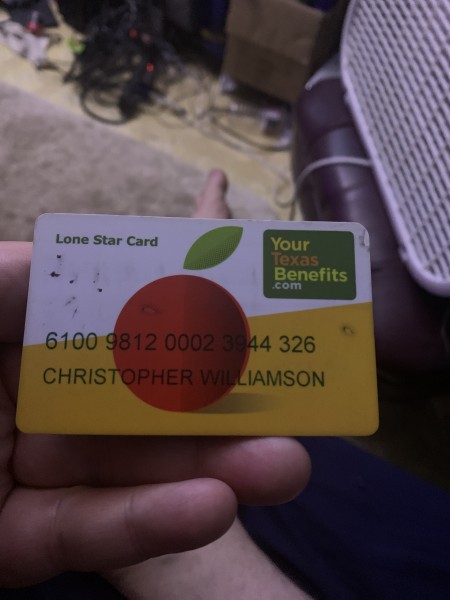 Lone Star Card
Your
Texas
Benefits
.com
6100 9812 0002 3944 326
CHRISTOPHER WILLIAMSON